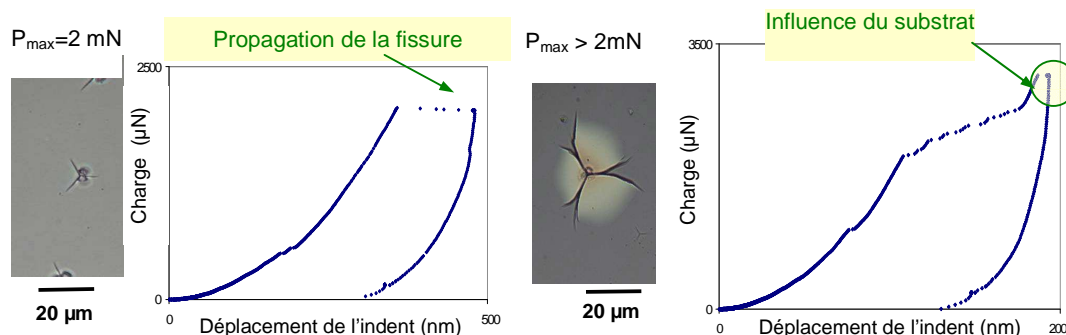 P_max=2 mN
Propagation de la fissure
2500
Charge (µN)
0
0
500
Déplacement de l'indent (nm)
20 µm
P_max > 2mN
Influence du substrat
3500
Charge (µN)
0
0
200
Déplacement de l'indent (nm)
20 µm